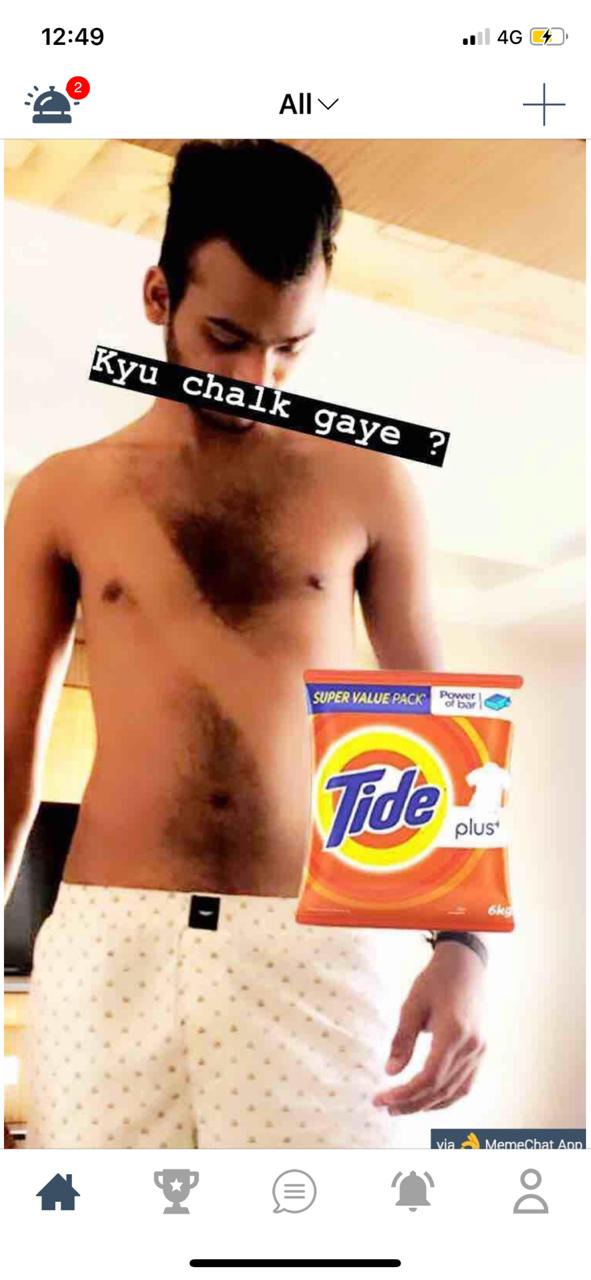 12:49
4G
2
All
Kyu chalk gaye ?
SUPER VALUE PACK
Power
of bar
Tide
plus+
6kg
via MemeChat App